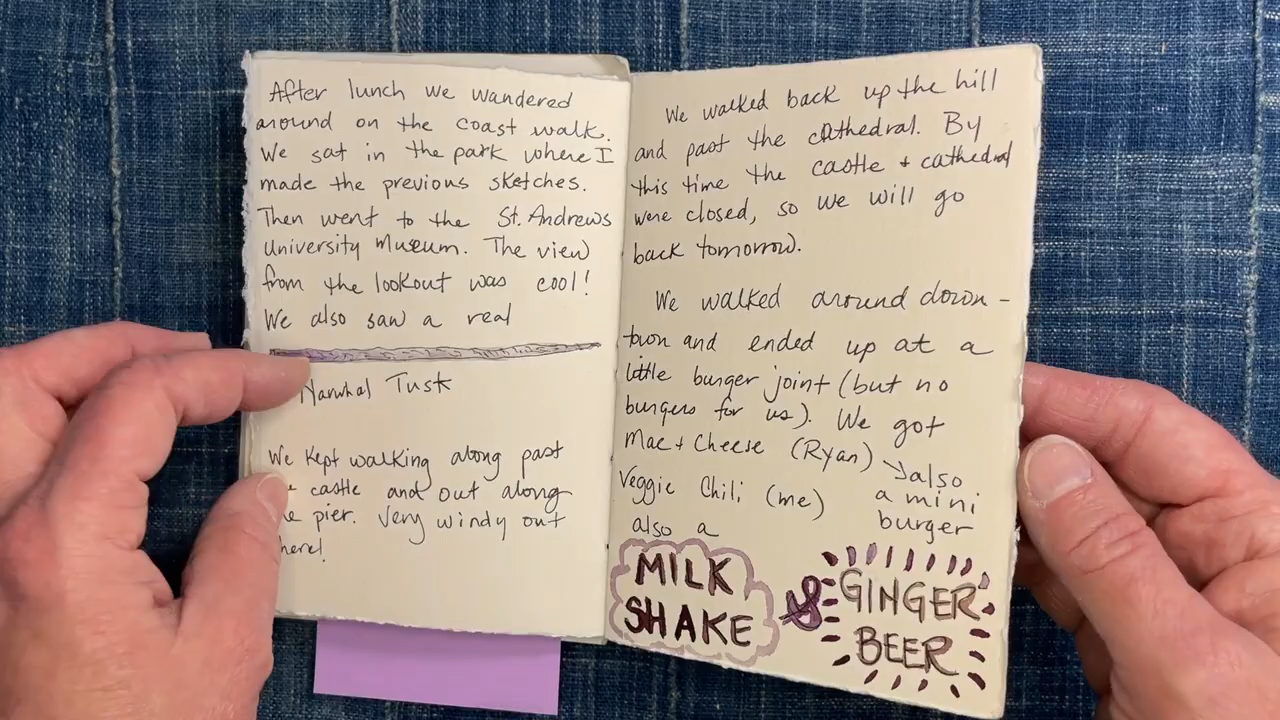 After lunch we wandered
around on the coast walk.
We sat in the park where I
made the previous sketches.
Then went to the St. Andrews
University Museum. The view
from the lookout was cool!
We also saw a real
Narwhal Tusk
We kept walking along past
castle and out along
pier. Very windy out
We walked back up the hill
and past the cathedral. By
this time the castle + cathedral
were closed, so we will go
back tomorrow.
We walked around down-
town and ended up at a
little burger joint (but no
burgers for us). We got
Mac + Cheese (Ryan)
↘also
a mini
burger
Veggie Chili (me)
also a
MILK
SHAKE
&
GINGER
BEER